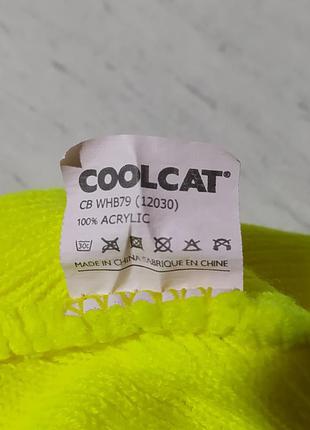 COOLCAT®
CB WHB79 (12030)
100% ACRYLIC
30
MADE IN CHINA/FABRIQUE EN CHINE